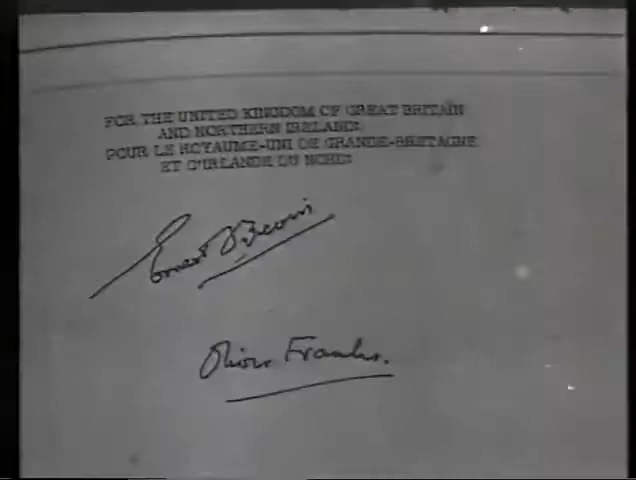 FOR THE UNITED KINGDOM OF GREAT BRITAIN
AND NORTHERN IRELAND:
POUR LE ROYAUME-UNI DE GRANDE-BRETAGNE
ET D'IRLANDE DU NORD:
Ernest Bevin
Oliver Franks.